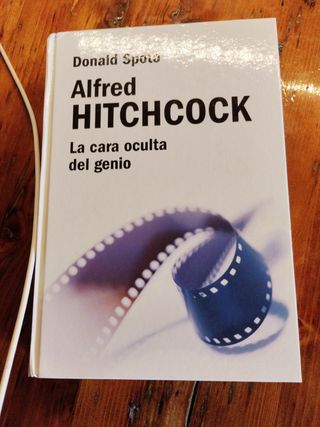 Donald Spoto
Alfred
HITCHCOCK
La cara oculta
del genio